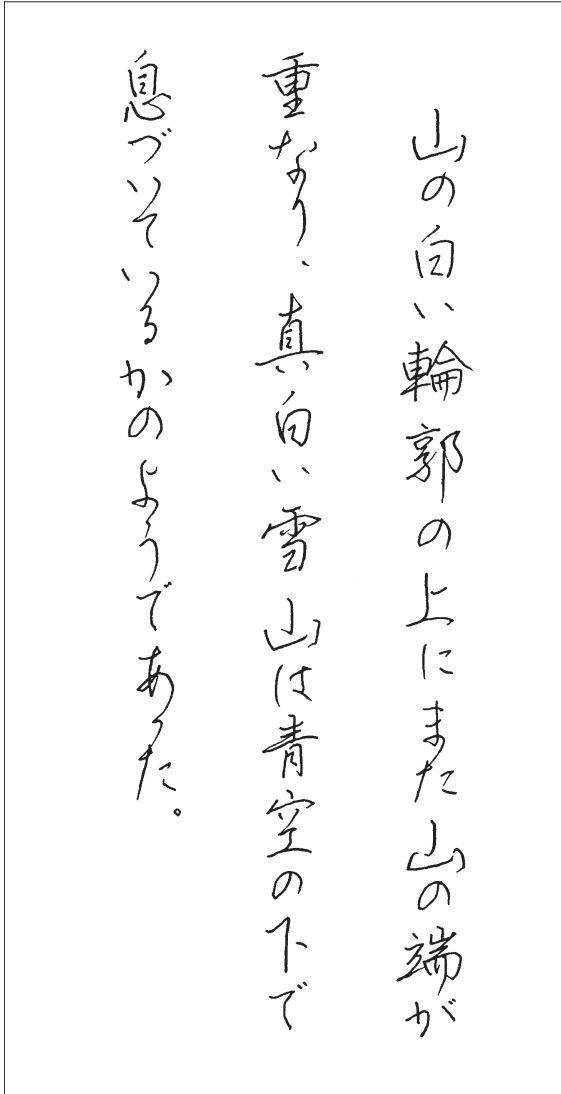 山の白い輪郭の上にまた山の端が
重なり、真白い雪山は青空の下で
息づいているかのようであった。